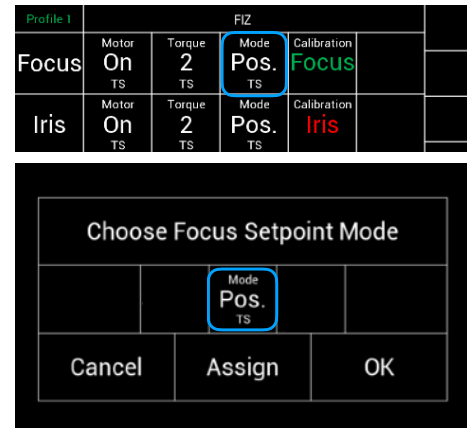 Profile 1 FIZ
Motor Torque Mode Calibration
Focus On 2 Pos. Focus
TS TS TS
Motor Torque Mode Calibration
Iris On 2 Pos. Iris
TS TS TS
Choose Focus Setpoint Mode
Mode
Pos.
TS
Cancel Assign OK